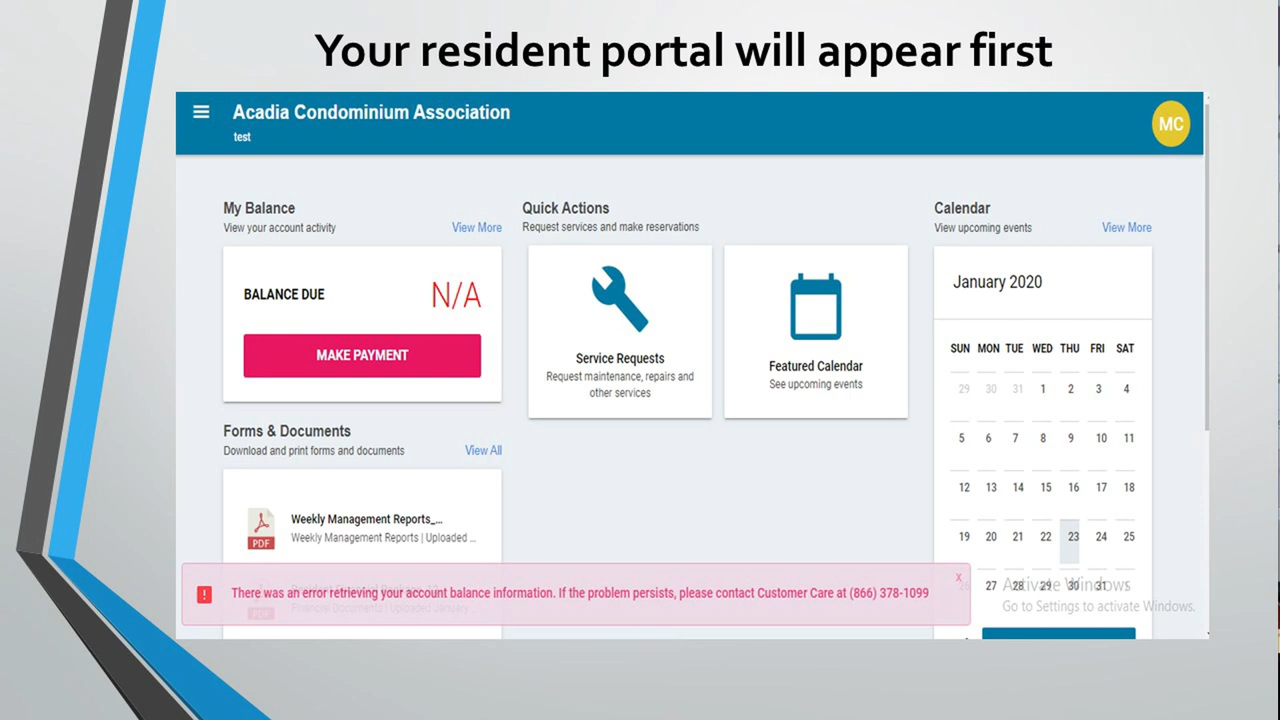 Your resident portal will appear first
Acadia Condominium Association
test
MC
My Balance
View your account activity
View More
BALANCE DUE
N/A
MAKE PAYMENT
Quick Actions
Request services and make reservations
Service Requests
Request maintenance, repairs and
other services
Featured Calendar
See upcoming events
Calendar
View upcoming events
View More
January 2020
SUN MON TUE WED THU FRI SAT
29 30 31 1 2 3 4
5 6 7 8 9 10 11
12 13 14 15 16 17 18
19 20 21 22 23 24 25
27 28 29 30 31 1
Forms & Documents
Download and print forms and documents
View All
PDF
Weekly Management Reports_...
Weekly Management Reports | Uploaded ...
PDF
Financial Documents | Uploaded January
! There was an error retrieving your account balance information. If the problem persists, please contact Customer Care at (866) 378-1099
x
Activate Windows
Go to Settings to activate Windows.